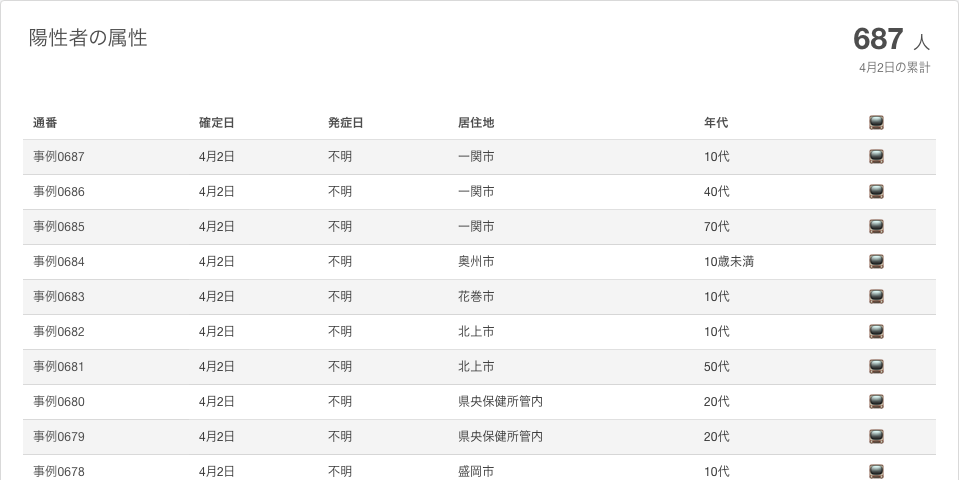 陽性者の属性
687 人
4月2日の累計
通番 確定日 発症日 居住地 年代
事例0687 4月2日 不明 一関市 10代
事例0686 4月2日 不明 一関市 40代
事例0685 4月2日 不明 一関市 70代
事例0684 4月2日 不明 奥州市 10歳未満
事例0683 4月2日 不明 花巻市 10代
事例0682 4月2日 不明 北上市 10代
事例0681 4月2日 不明 北上市 50代
事例0680 4月2日 不明 県央保健所管内 20代
事例0679 4月2日 不明 県央保健所管内 20代
事例0678 4月2日 不明 盛岡市 10代